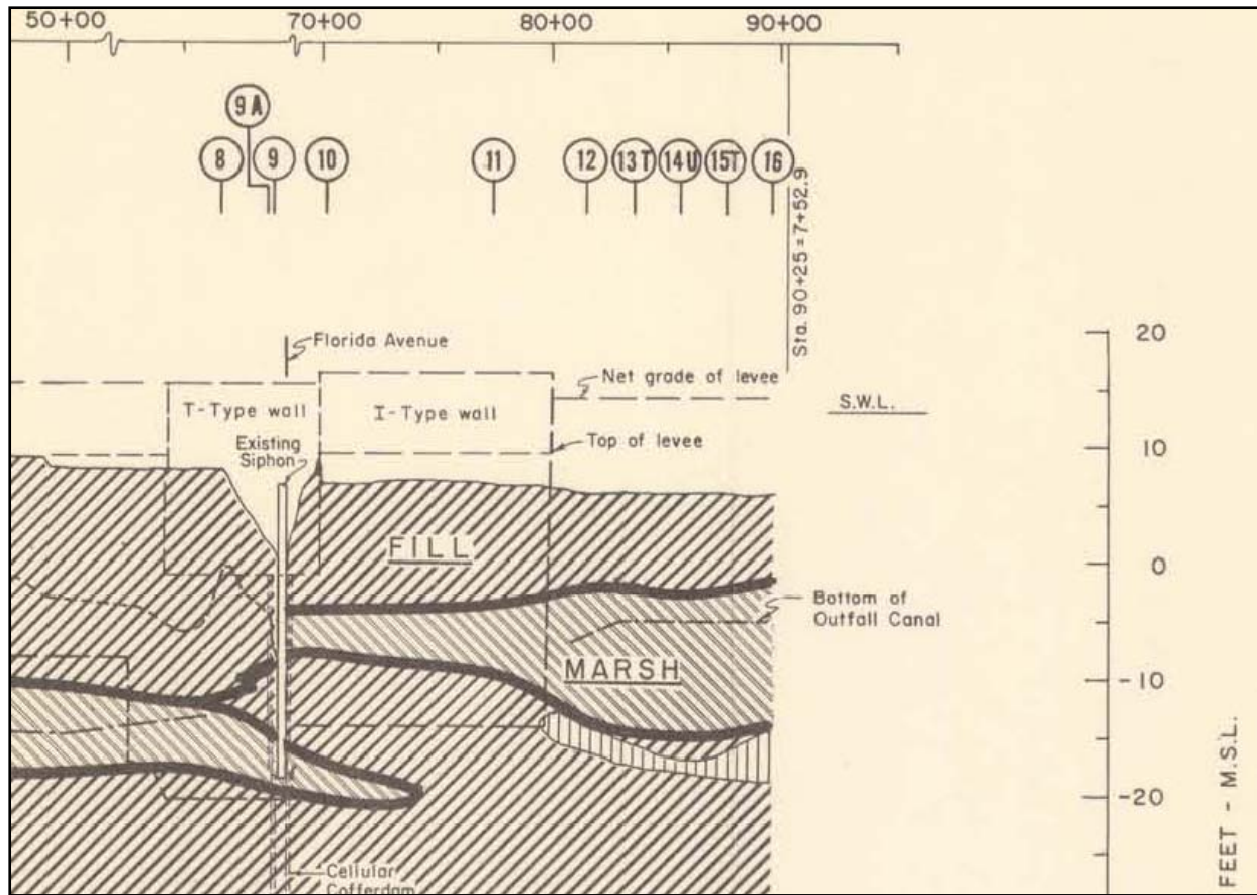 50+00 70+00 80+00 90+00
9A
8 9 10 11 12 13T 14U 15T 16
Sta. 90+25 = 7+52.9
Florida Avenue
20
Net grade of levee
T-Type wall
I-Type wall
S.W.L.
Existing
Siphon
Top of levee
10
FILL
0
Bottom of
Outfall Canal
MARSH
-10
-20
FEET - M.S.L.
Cellular
Cofferdam